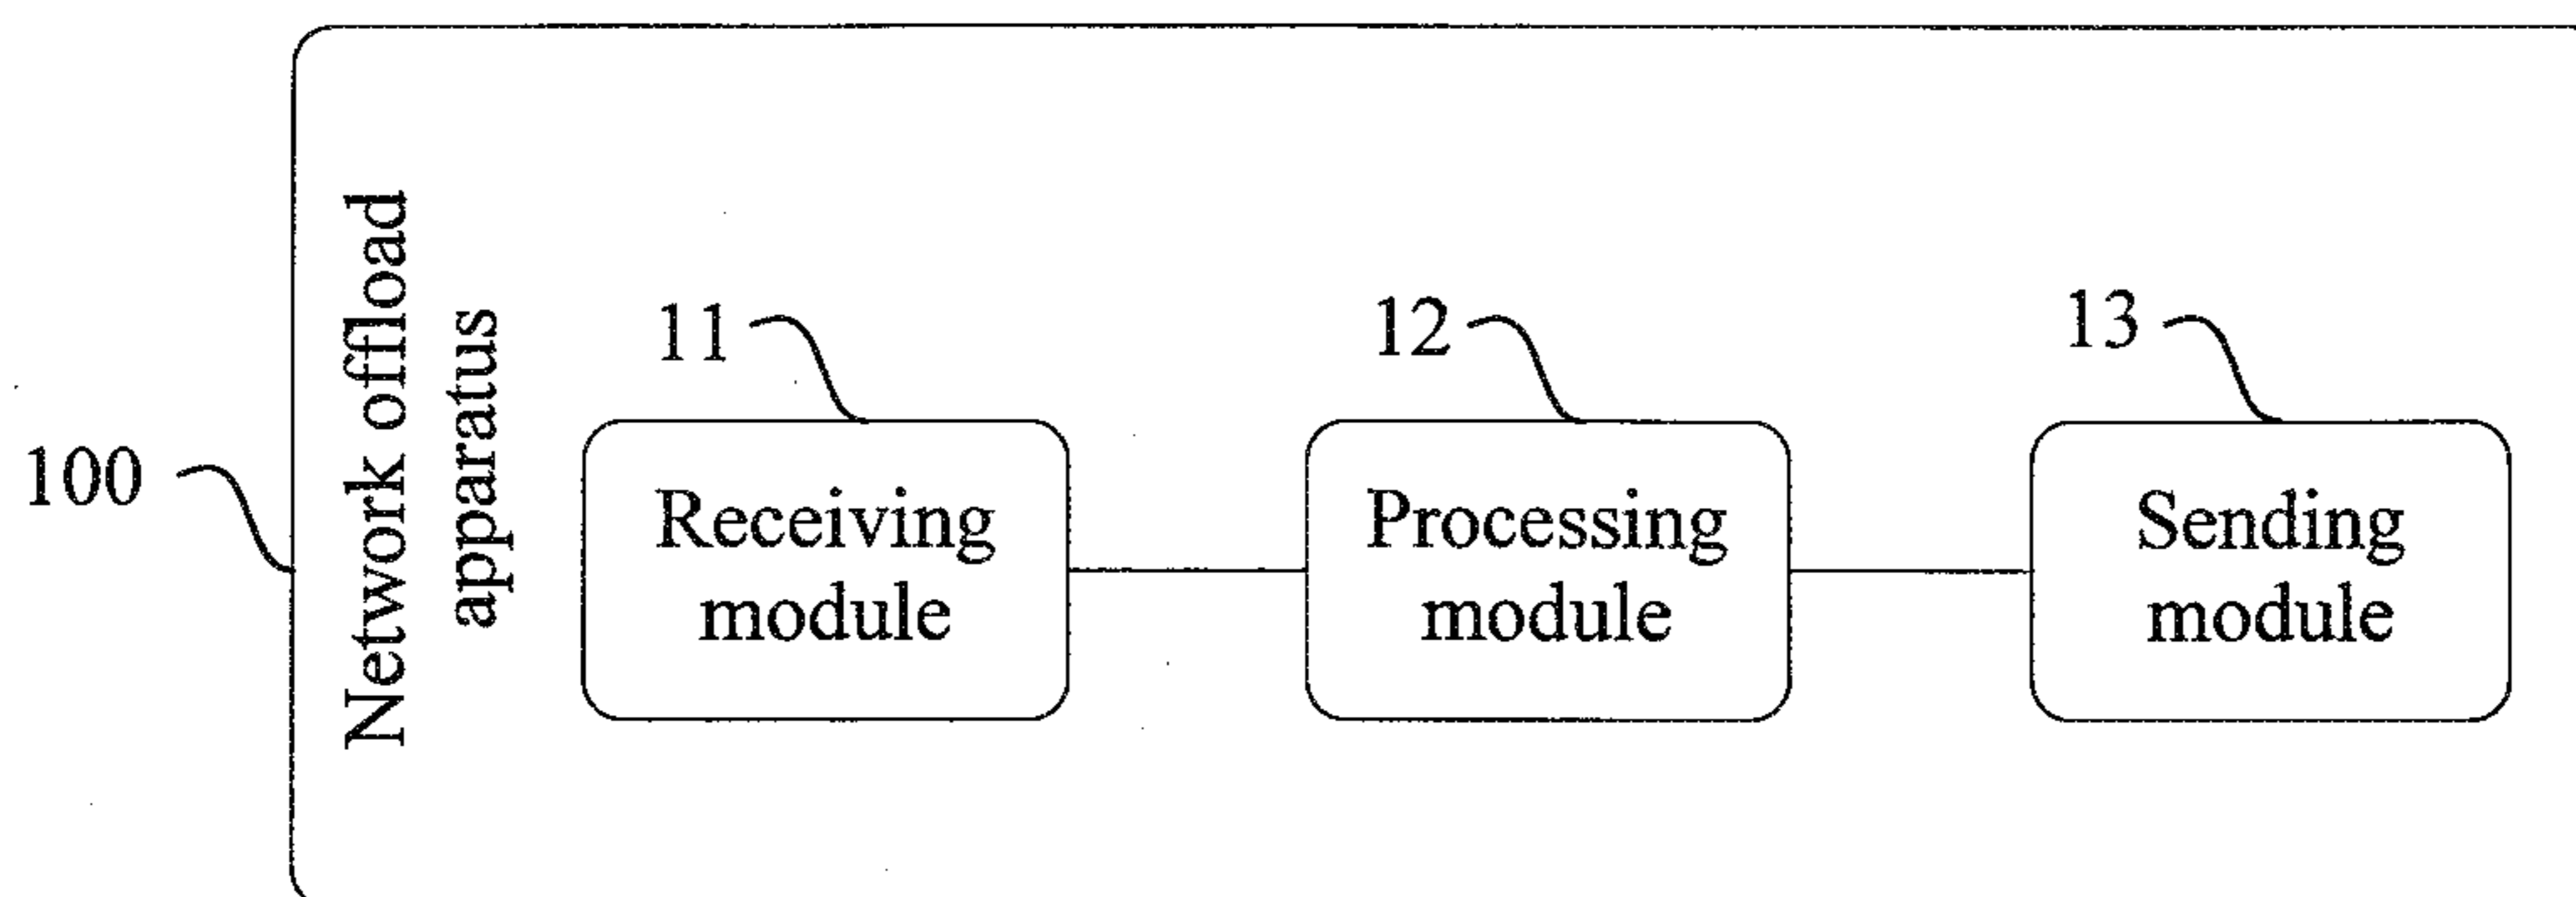 100
Network offload
apparatus
11
Receiving
module
12
Processing
module
13
Sending
module